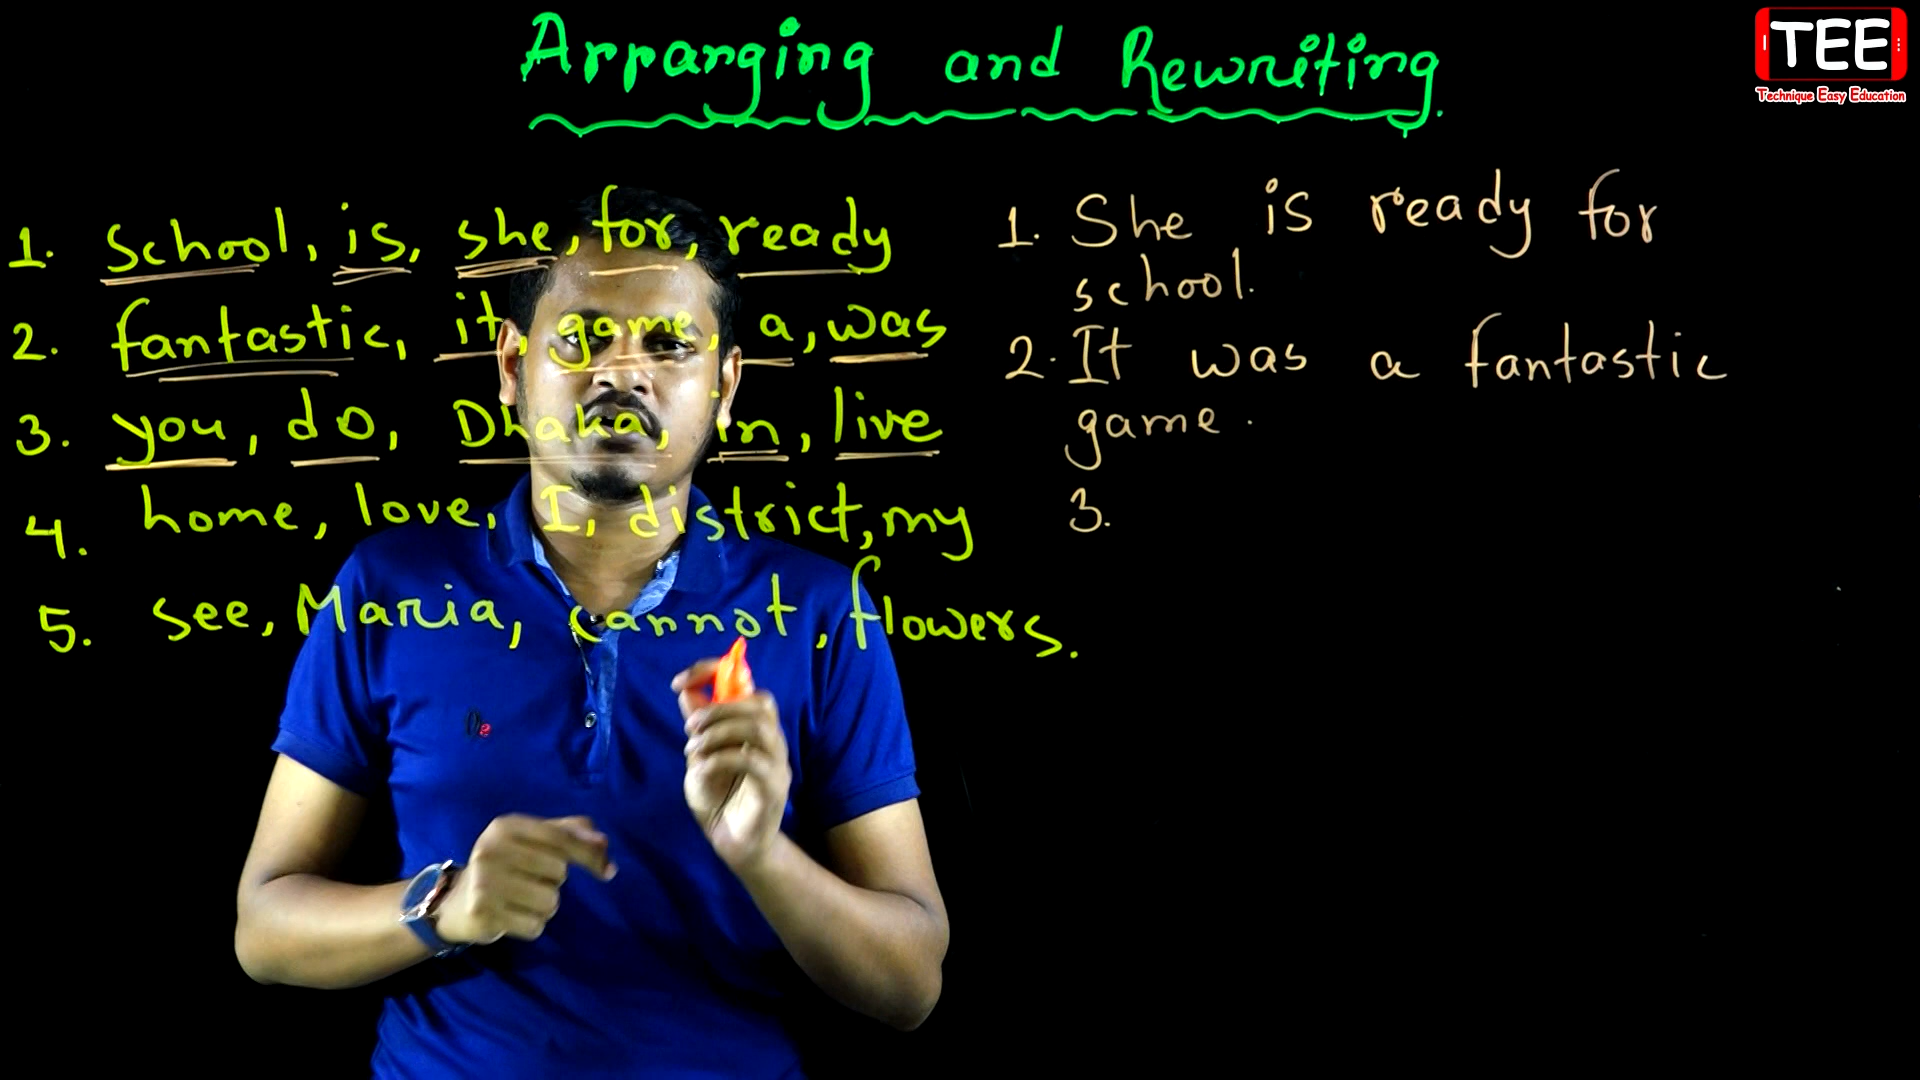 Arranging and Rewriting
TEE
Technique Easy Education
1. School, is, she, for, ready
2. fantastic, it, game, a, was
3. you, do, Dhaka, in, live
4. home, love, I, district, my
5. see, Maria, cannot, flowers.
1. She is ready for
school.
2. It was a fantastic
game.
3.